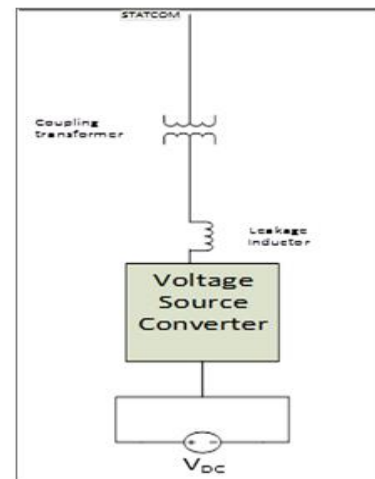 STATCOM
Coupling
transformer
Leakage
Inductor
Voltage
Source
Converter
+ -
VDC